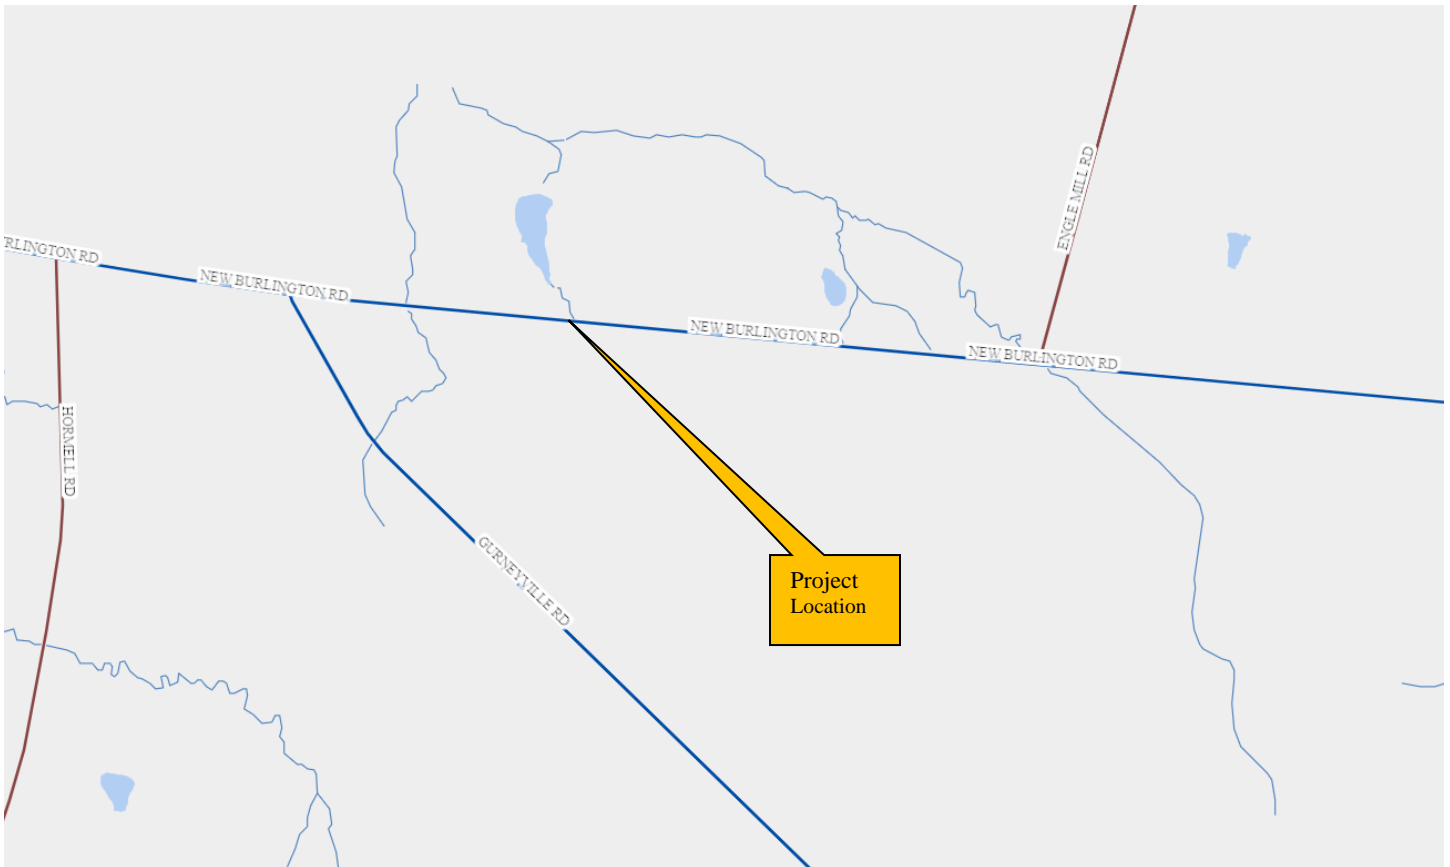 ENGLE MILL RD
RLINGTON RD
NEW BURLINGTON RD
NEW BURLINGTON RD
NEW BURLINGTON RD
HORMELL RD
GURNEYVILLE RD
Project
Location